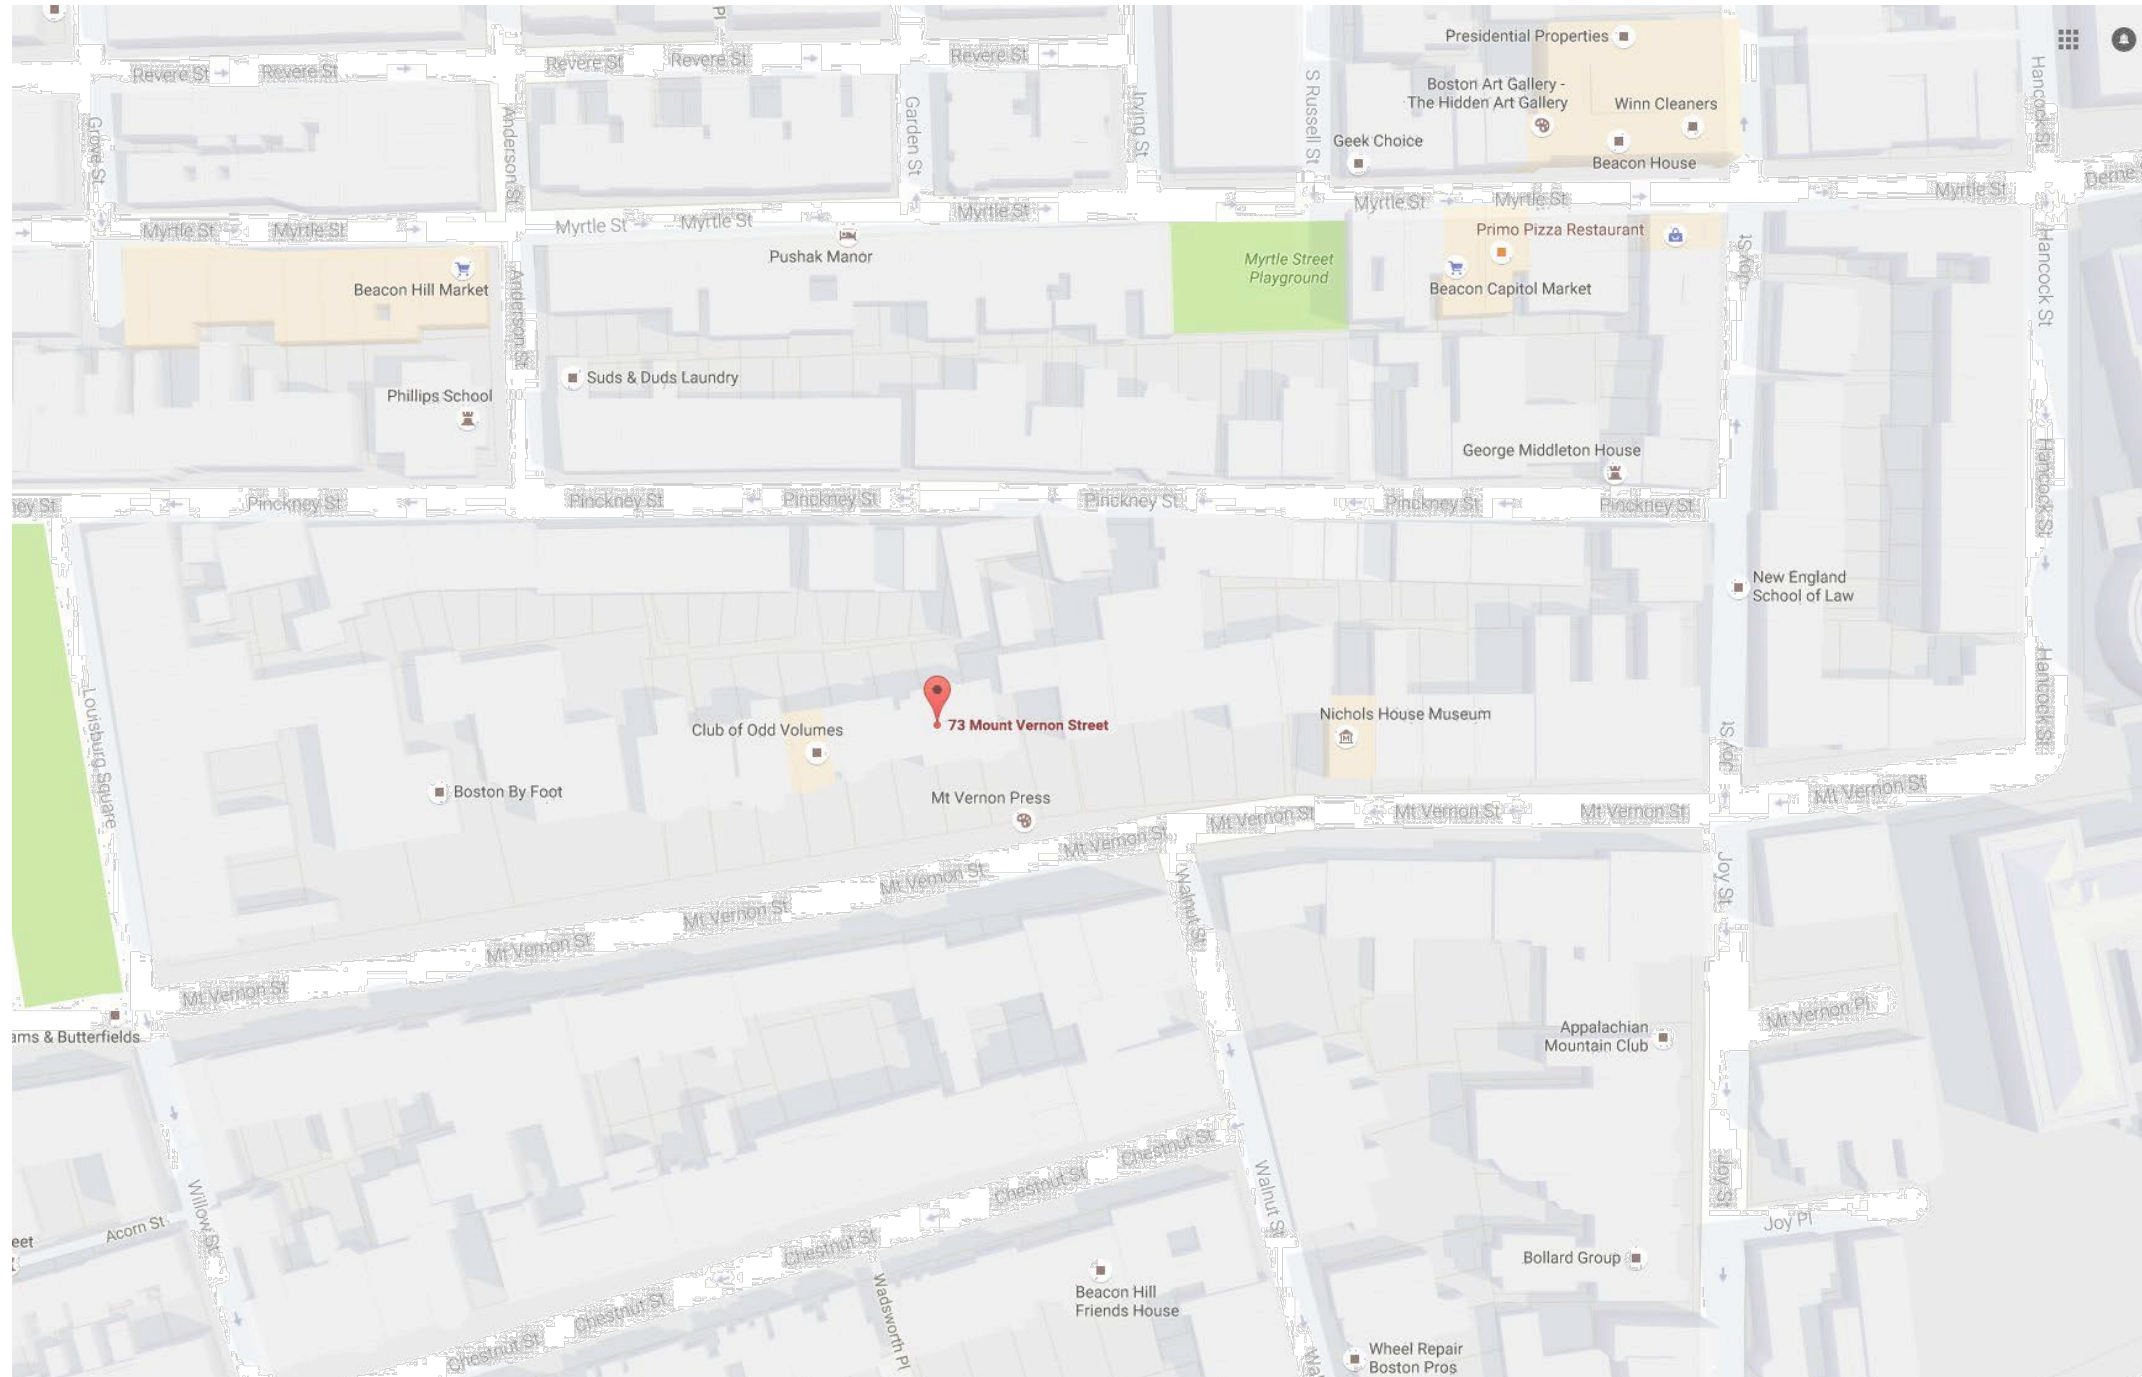 Pl
Presidential Properties
Revere St
Revere St
Revere St
Revere St
Revere St
Boston Art Gallery -
The Hidden Art Gallery
Winn Cleaners
Grove St
Anderson St
Garden St
Irving St
S Russell St
Hancock St
Geek Choice
Beacon House
Derne
Myrtle St
Myrtle St
Myrtle St
Myrtle St
Myrtle St
Myrtle St
Myrtle St
Myrtle St
Primo Pizza Restaurant
Pushak Manor
Myrtle Street
Playground
Joy St
Hancock St
Beacon Hill Market
Beacon Capitol Market
Anderson St
Suds & Duds Laundry
Phillips School
George Middleton House
Hancock St
ney St
Pinckney St
Pinckney St
Pinckney St
Pinckney St
Pinckney St
Pinckney St
New England
School of Law
Hancock St
Louisburg Square
Club of Odd Volumes
73 Mount Vernon Street
Nichols House Museum
Joy St
Boston By Foot
Mt Vernon Press
Mt Vernon St
Mt Vernon St
Mt Vernon St
Mt Vernon St
Mt Vernon St
Mt Vernon St
Mt Vernon St
Mt Vernon St
Mt Vernon St
Walnut St
Joy St
ams & Butterfields
Mt Vernon Pl
Appalachian
Mountain Club
Willow St
Acorn St
eet
Chestnut St
Chestnut St
Chestnut St
Chestnut St
Chestnut St
Walnut St
Joy St
Joy Pl
Wadsworth Pl
Beacon Hill
Friends House
Bollard Group
Wal
Wheel Repair
Boston Pros